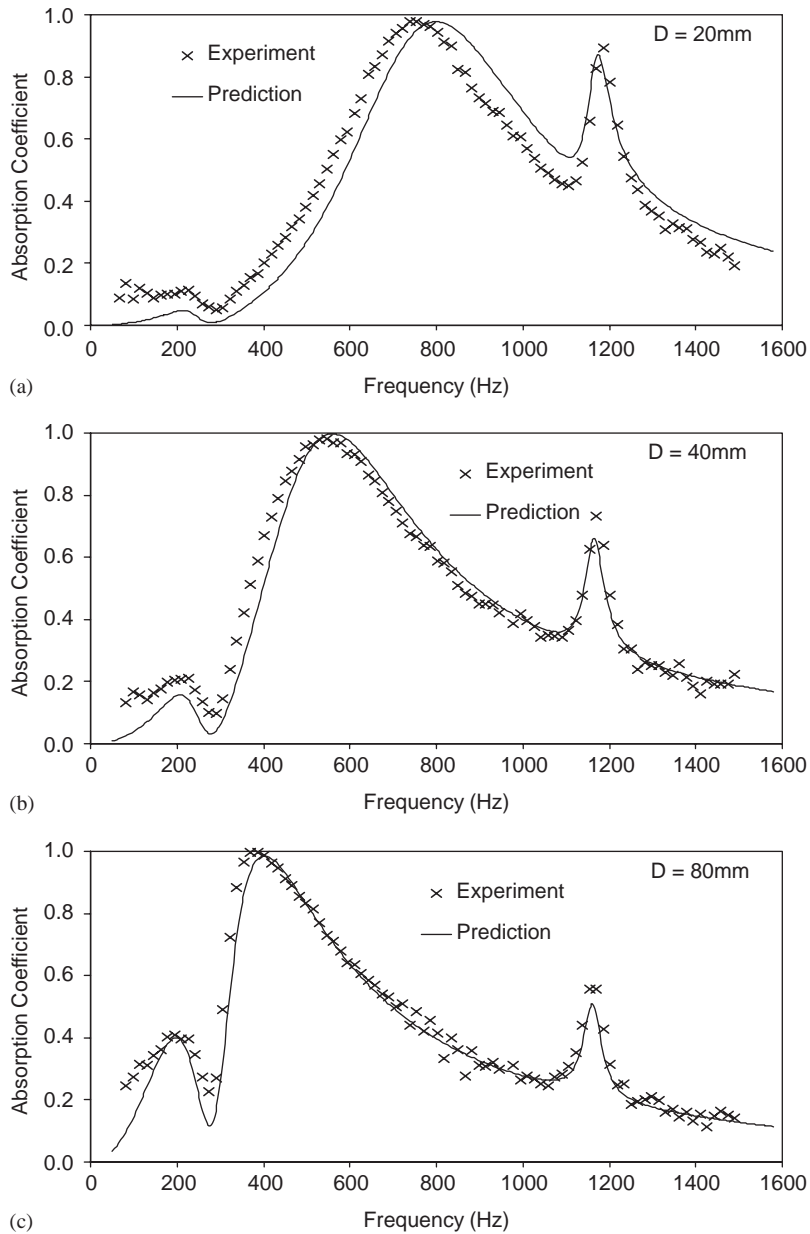 1.0
D = 20mm
× Experiment
0.8
Prediction
0.6
Absorption Coefficient
0.4
0.2
0.0
0 200 400 600 800 1000 1200 1400 1600
Frequency (Hz)
(a)
1.0
D = 40mm
× Experiment
0.8
Prediction
0.6
Absorption Coefficient
0.4
0.2
0.0
0 200 400 600 800 1000 1200 1400 1600
Frequency (Hz)
(b)
1.0
D = 80mm
× Experiment
0.8
Prediction
0.6
Absorption Coefficient
0.4
0.2
0.0
0 200 400 600 800 1000 1200 1400 1600
Frequency (Hz)
(c)